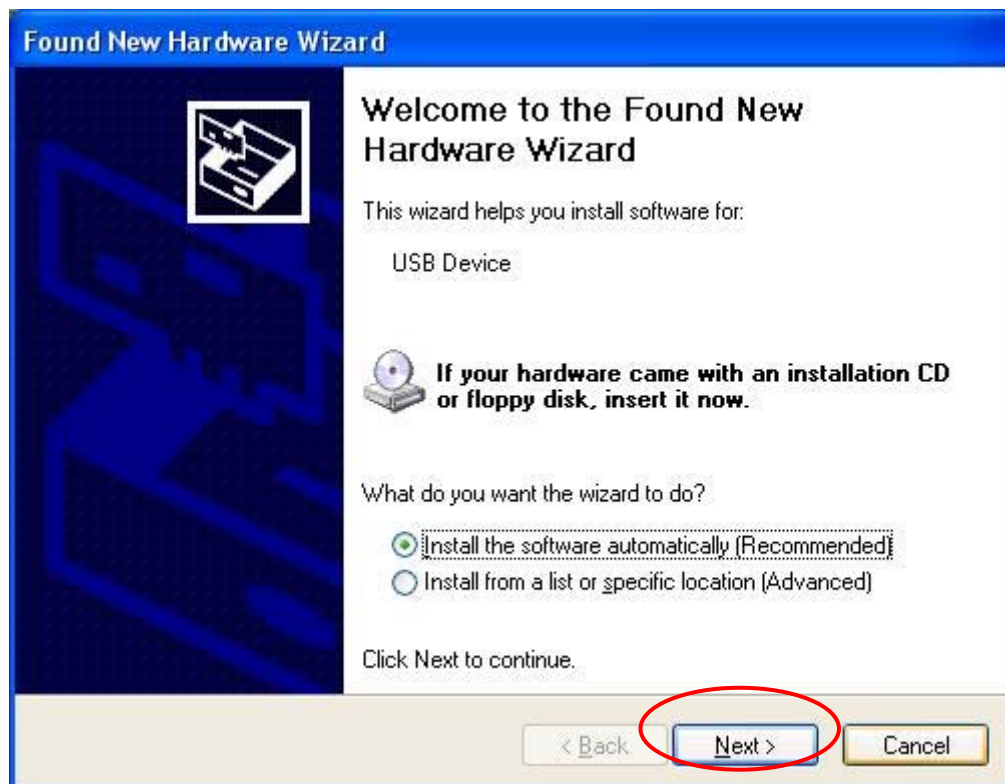 Found New Hardware Wizard
Welcome to the Found New
Hardware Wizard
This wizard helps you install software for:
USB Device
If your hardware came with an installation CD
or floppy disk, insert it now.
What do you want the wizard to do?
Install the software automatically (Recommended)
Install from a list or specific location (Advanced)
Click Next to continue.
< Back Next > Cancel